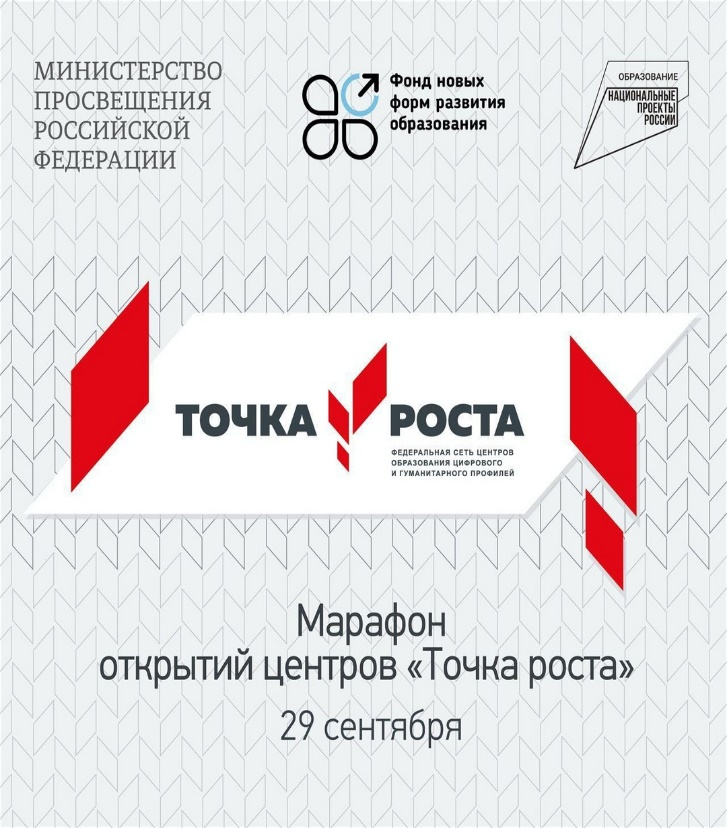 МИНИСТЕРСТВО
ПРОСВЕЩЕНИЯ
РОССИЙСКОЙ
ФЕДЕРАЦИИ
Фонд новых
форм развития
образования
ОБРАЗОВАНИЕ
НАЦИОНАЛЬНЫЕ
ПРОЕКТЫ
РОССИИ
ТОЧКА РОСТА
ФЕДЕРАЛЬНАЯ СЕТЬ ЦЕНТРОВ
ОБРАЗОВАНИЯ ЦИФРОВОГО
И ГУМАНИТАРНОГО ПРОФИЛЕЙ
Марафон
открытий центров «Точка роста»
29 сентября